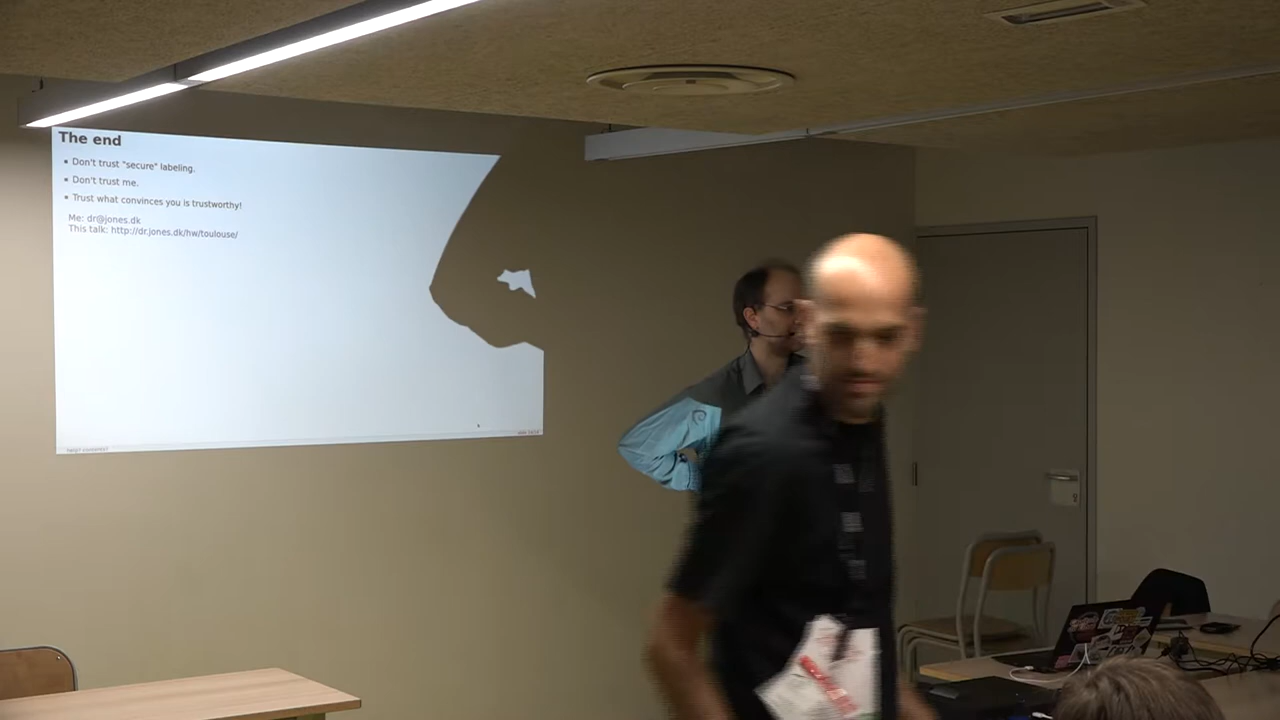 The end
▪ Don't trust "secure" labeling.
▪ Don't trust me.
▪ Trust what convinces you is trustworthy!
Me: dr@jones.dk
This talk: http://dr.jones.dk/hw/toulouse/